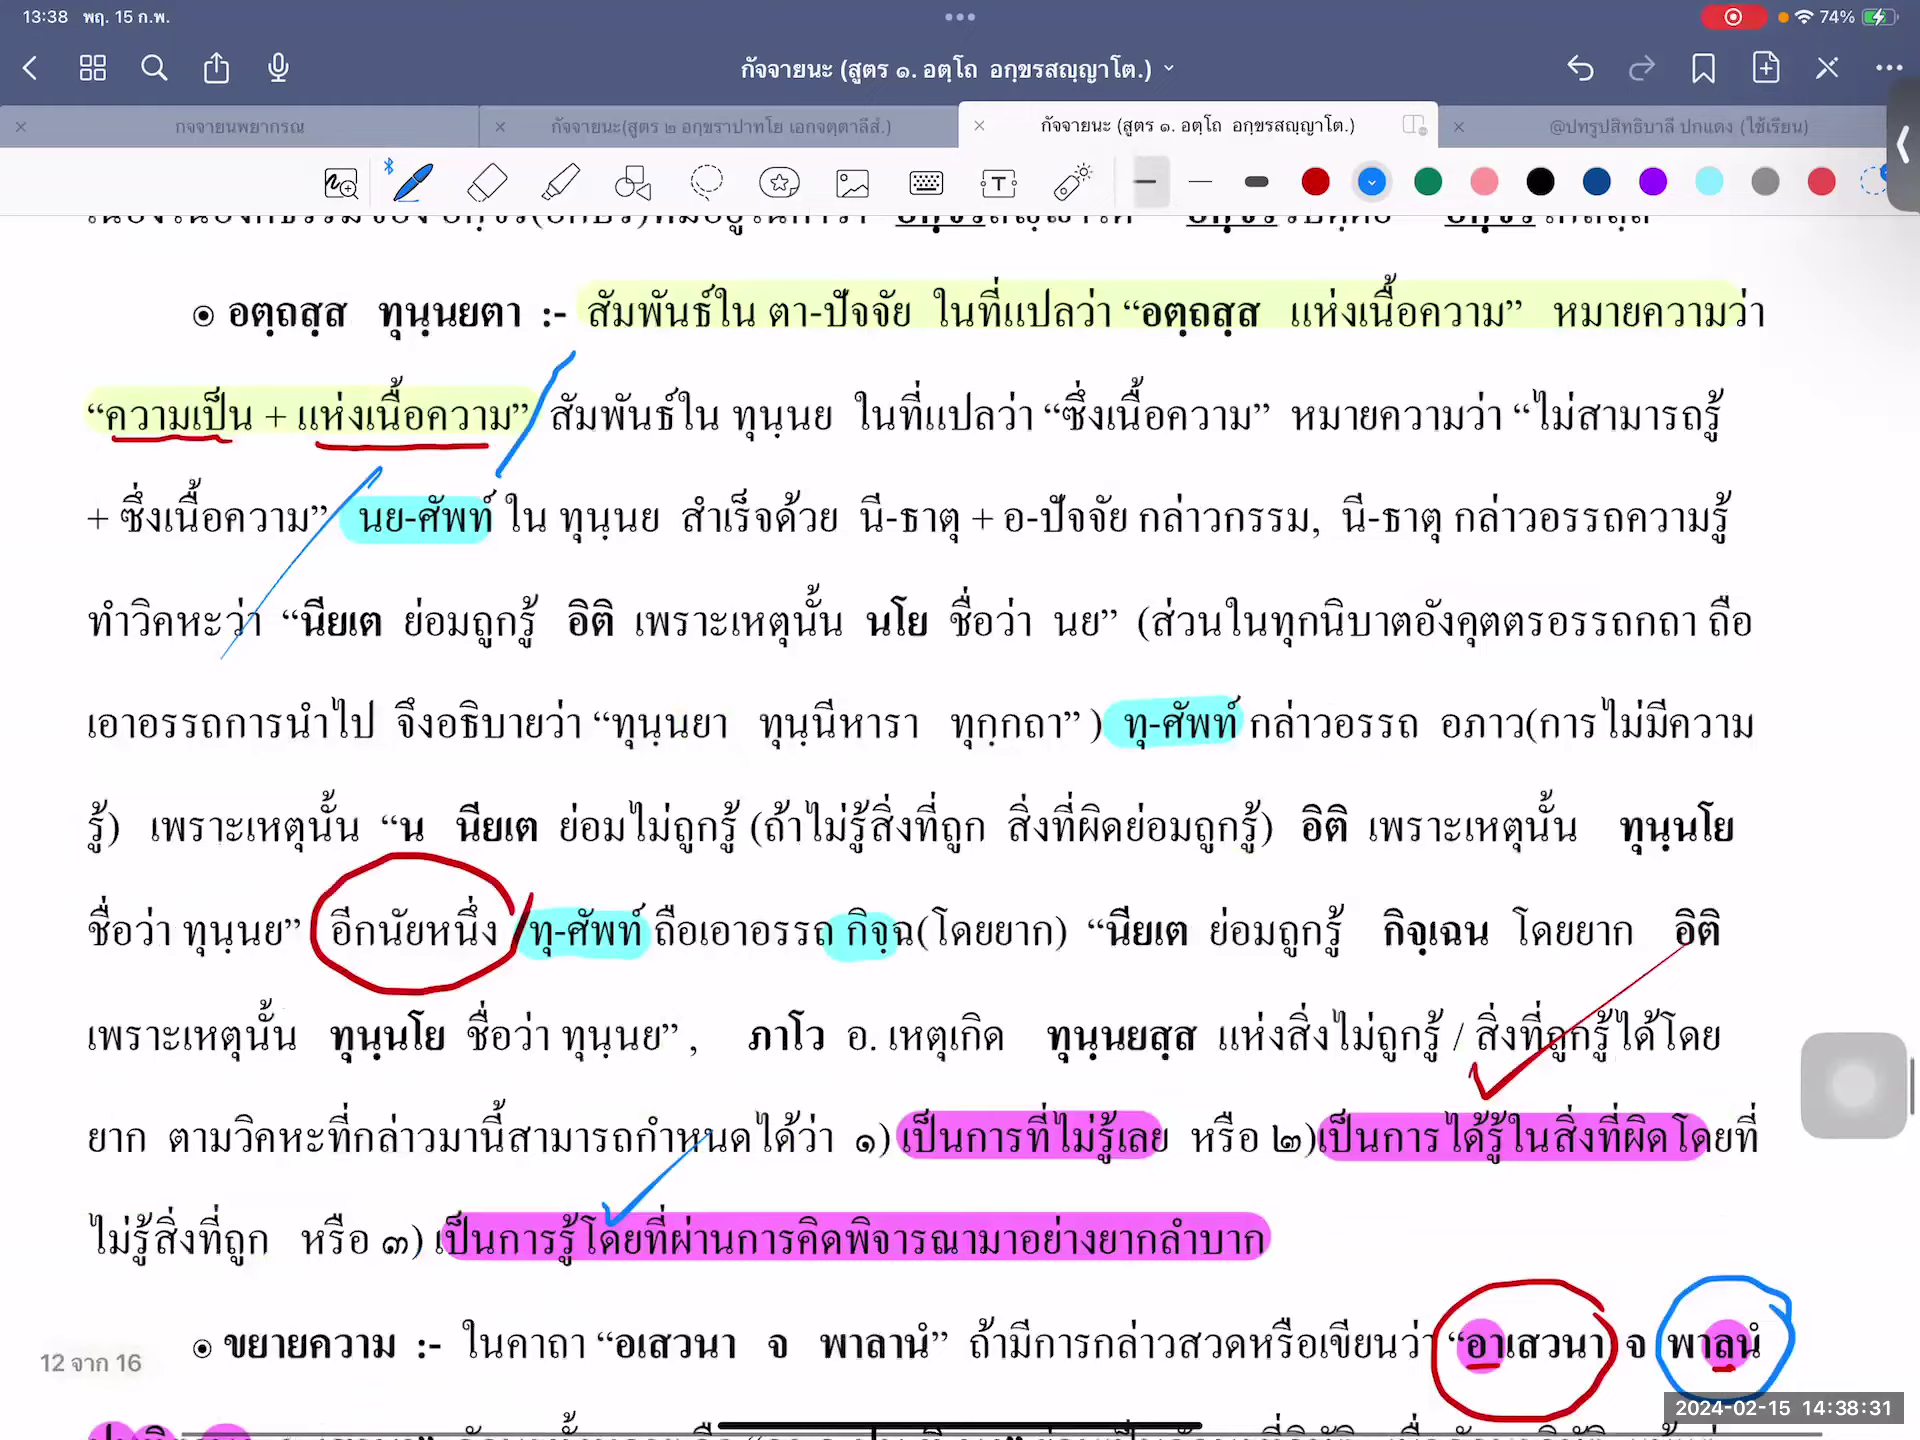 13:38 พฤ. 15 ก.พ.
74%
กัจจายนะ (สูตร ๑. อตฺโถ อกฺขรสญฺญาโต.)
กจจายนพยากรณ
กัจจายนะ(สูตร ๒ อกฺขราปาทโย เอกจตฺตาลีสํ.)
กัจจายนะ (สูตร ๑. อตฺโถ อกฺขรสญฺญาโต.)
@ปทรูปสิทธิบาลี ปกแดง (ใช้เรียน)
๏ อตฺถสฺส ทุนฺนยตา :- สัมพันธ์ใน ตา-ปัจจัย ในที่แปลว่า “อตฺถสฺส แห่งเนื้อความ” หมายความว่า
“ความเป็น + แห่งเนื้อความ” สัมพันธ์ใน ทุนฺนย ในที่แปลว่า “ซึ่งเนื้อความ” หมายความว่า “ไม่สามารถรู้
+ ซึ่งเนื้อความ” นย-ศัพท์ ใน ทุนฺนย สำเร็จด้วย นี-ธาตุ + อ-ปัจจัย กล่าวกรรม, นี-ธาตุ กล่าวอรรถความรู้
ทำวิคหะว่า “นียเต ย่อมถูกรู้ อิติ เพราะเหตุนั้น นโย ชื่อว่า นย” (ส่วนในทุกนิบาตอังคุตตรอรรถกถา ถือ
เอาอรรถการนำไป จึงอธิบายว่า “ทุนฺนยา ทุนฺนีหารา ทุกฺกถา” ) ทุ-ศัพท์ กล่าวอรรถ อภาว(การไม่มีความ
รู้) เพราะเหตุนั้น “น นียเต ย่อมไม่ถูกรู้ (ถ้าไม่รู้สิ่งที่ถูก สิ่งที่ผิดย่อมถูกรู้) อิติ เพราะเหตุนั้น ทุนฺนโย
ชื่อว่า ทุนฺนย” อีกนัยหนึ่ง ทุ-ศัพท์ ถือเอาอรรถ กิจฺฉ(โดยยาก) “นียเต ย่อมถูกรู้ กิจฺเฉน โดยยาก อิติ
เพราะเหตุนั้น ทุนฺนโย ชื่อว่า ทุนฺนย” , ภาโว อ. เหตุเกิด ทุนฺนยสฺส แห่งสิ่งไม่ถูกรู้ / สิ่งที่ถูกรู้ได้โดย
ยาก ตามวิคหะที่กล่าวมานี้สามารถกำหนดได้ว่า ๑) เป็นการที่ไม่รู้เลย หรือ ๒)เป็นการได้รู้ในสิ่งที่ผิดโดยที่
ไม่รู้สิ่งที่ถูก หรือ ๓) เป็นการรู้โดยที่ผ่านการคิดพิจารณามาอย่างยากลำบาก
๏ ขยายความ :- ในคาถา “อเสวนา จ พาลานํ” ถ้ามีการกล่าวสวดหรือเขียนว่า “อาเสวนา จ พาลนํ
12 จาก 16
2024-02-15 14:38:31